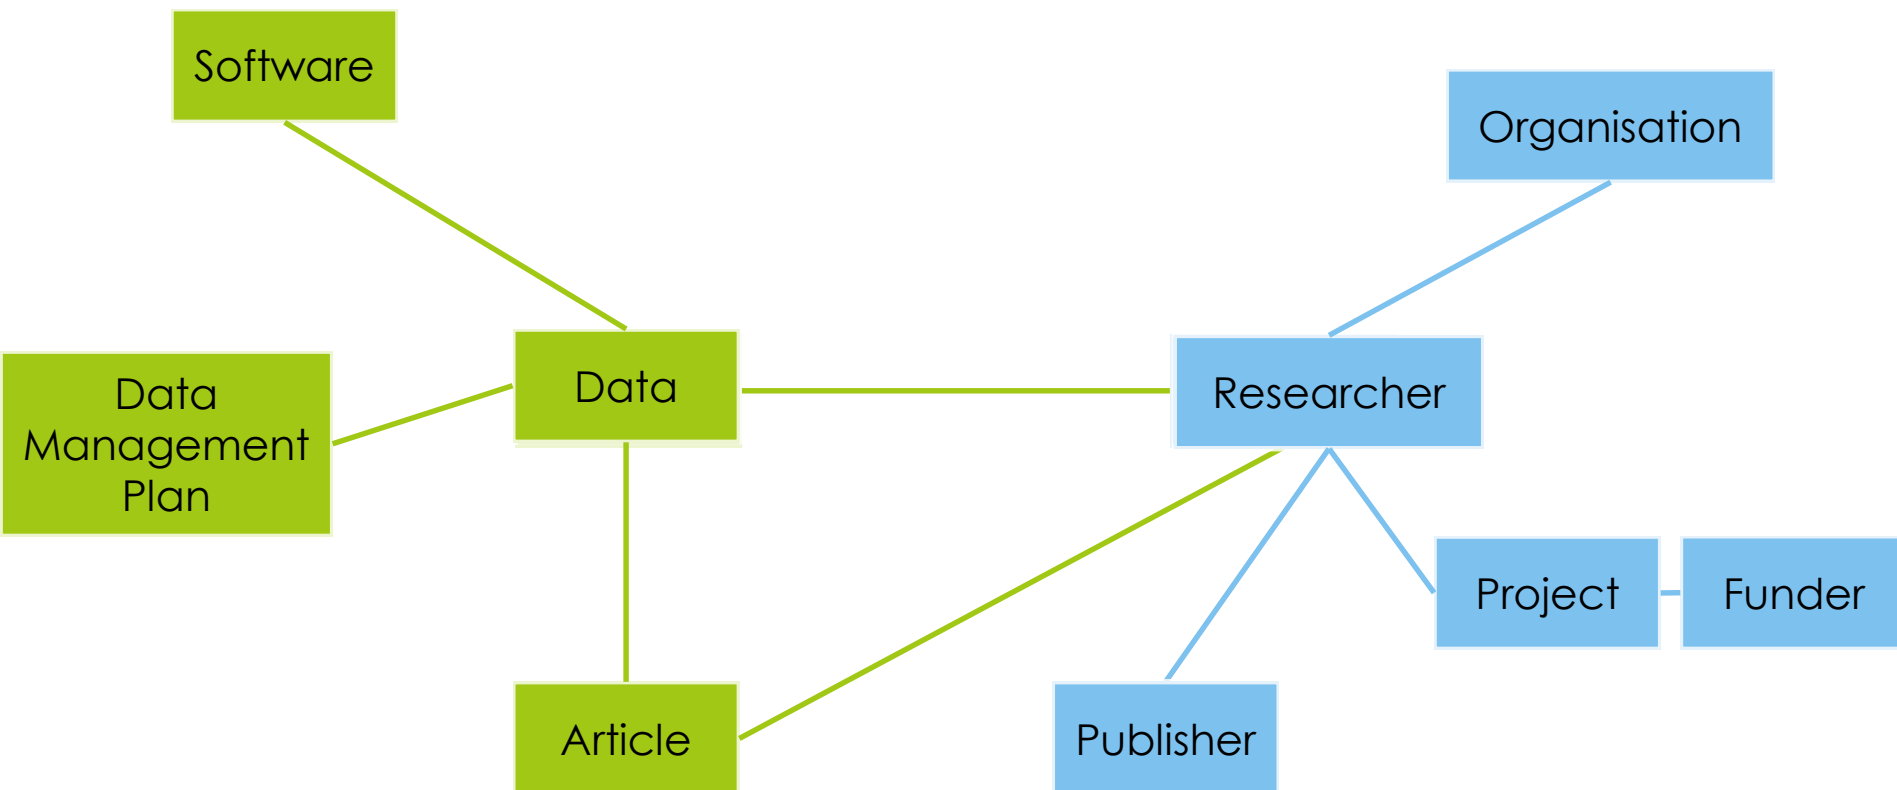 Software
Organisation
Data
Management
Plan
Data
Researcher
Project
Funder
Article
Publisher